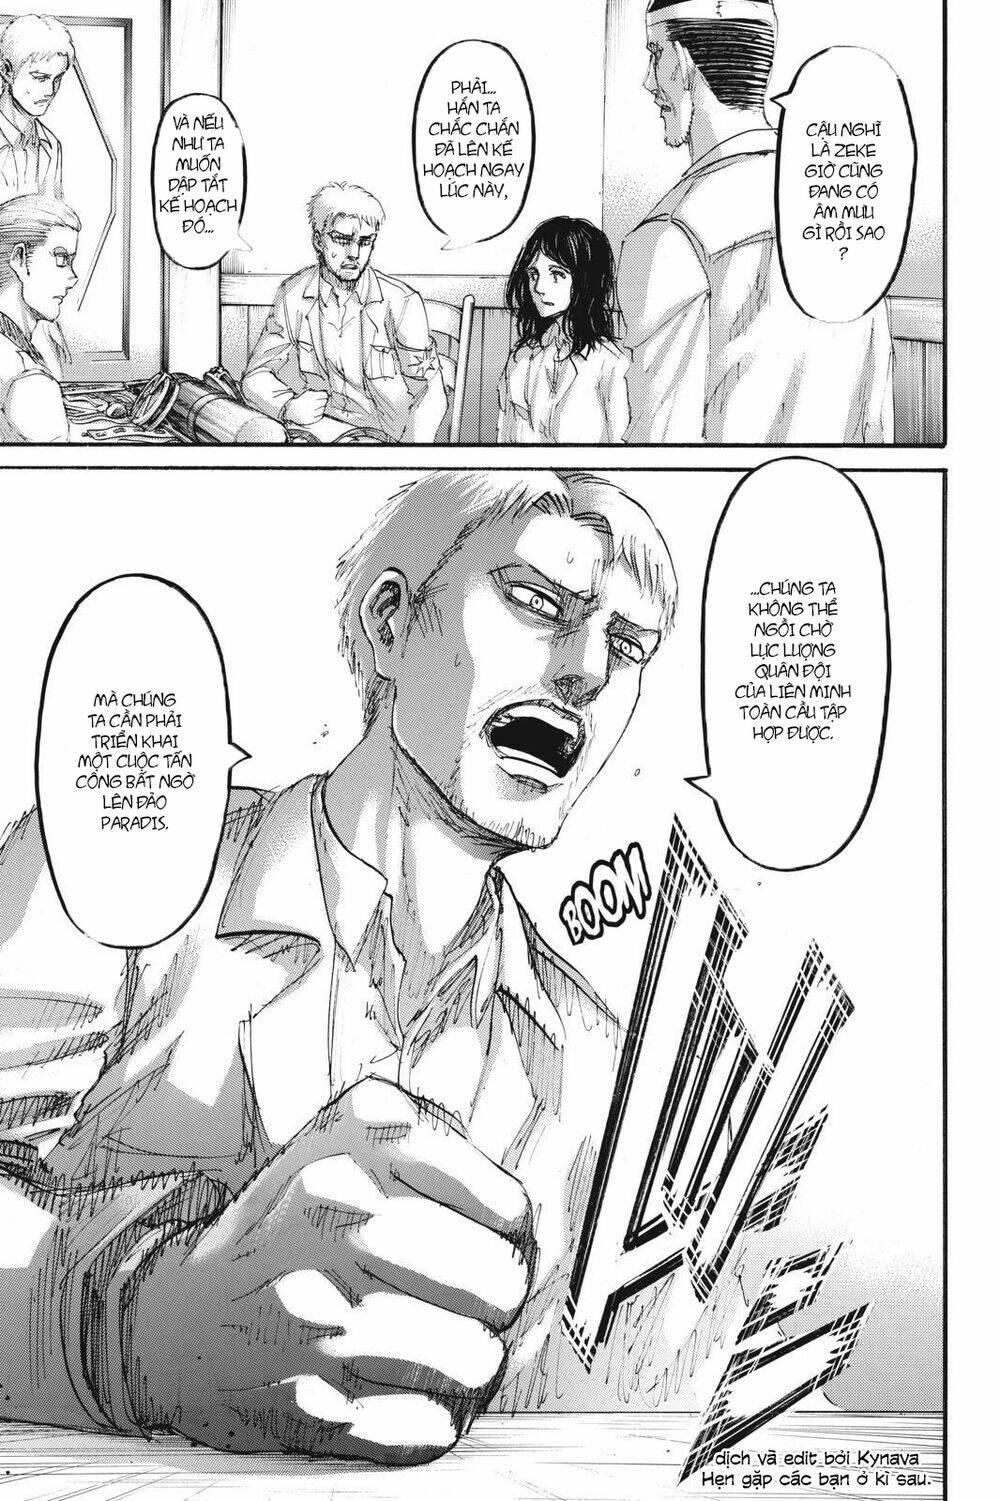 CẬU NGHĨ
LÀ ZEKE
GIỜ CŨNG
ĐANG CÓ
ÂM MƯU
GÌ RỒI SAO
?
PHẢI...
HẮN TA
CHẮC CHẮN
ĐÃ LÊN KẾ
HOẠCH NGAY
LÚC NÀY,
VÀ NẾU
NHƯ TA
MUỐN
DẬP TẮT
KẾ HOẠCH
ĐÓ...
...CHÚNG TA
KHÔNG THỂ
NGỒI CHỜ
LỰC LƯỢNG
QUÂN ĐỘI
CỦA LIÊN MINH
TOÀN CẦU TẬP
HỢP ĐƯỢC.
MÀ CHÚNG
TA CẦN PHẢI
TRIỂN KHAI
MỘT CUỘC TẤN
CÔNG BẤT NGỜ
LÊN ĐẢO
PARADIS.
BOOM
dịch và edit bởi Kynava
Hẹn gặp các bạn ở kì sau.